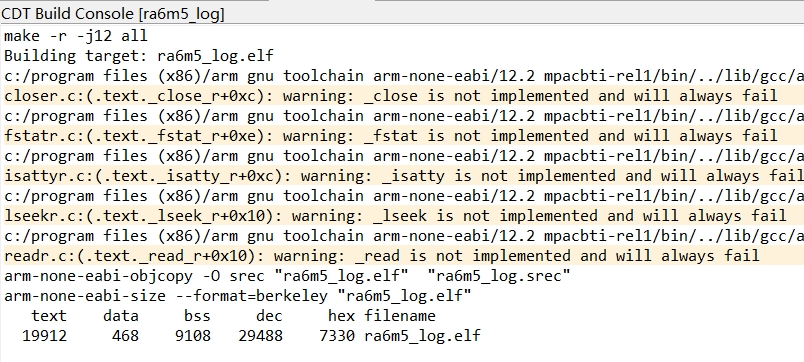 CDT Build Console [ra6m5_log]
make -r -j12 all
Building target: ra6m5_log.elf
c:/program files (x86)/arm gnu toolchain arm-none-eabi/12.2 mpacbti-rel1/bin/../lib/gcc/a
closer.c:(.text._close_r+0xc): warning: _close is not implemented and will always fail
c:/program files (x86)/arm gnu toolchain arm-none-eabi/12.2 mpacbti-rel1/bin/../lib/gcc/a
fstatr.c:(.text._fstat_r+0xe): warning: _fstat is not implemented and will always fail
c:/program files (x86)/arm gnu toolchain arm-none-eabi/12.2 mpacbti-rel1/bin/../lib/gcc/a
isattyr.c:(.text._isatty_r+0xc): warning: _isatty is not implemented and will always fail
c:/program files (x86)/arm gnu toolchain arm-none-eabi/12.2 mpacbti-rel1/bin/../lib/gcc/a
lseekr.c:(.text._lseek_r+0x10): warning: _lseek is not implemented and will always fail
c:/program files (x86)/arm gnu toolchain arm-none-eabi/12.2 mpacbti-rel1/bin/../lib/gcc/a
readr.c:(.text._read_r+0x10): warning: _read is not implemented and will always fail
arm-none-eabi-objcopy -O srec "ra6m5_log.elf"  "ra6m5_log.srec"
arm-none-eabi-size --format=berkeley "ra6m5_log.elf"
   text    data     bss     dec     hex filename
  19912     468    9108   29488    7330 ra6m5_log.elf